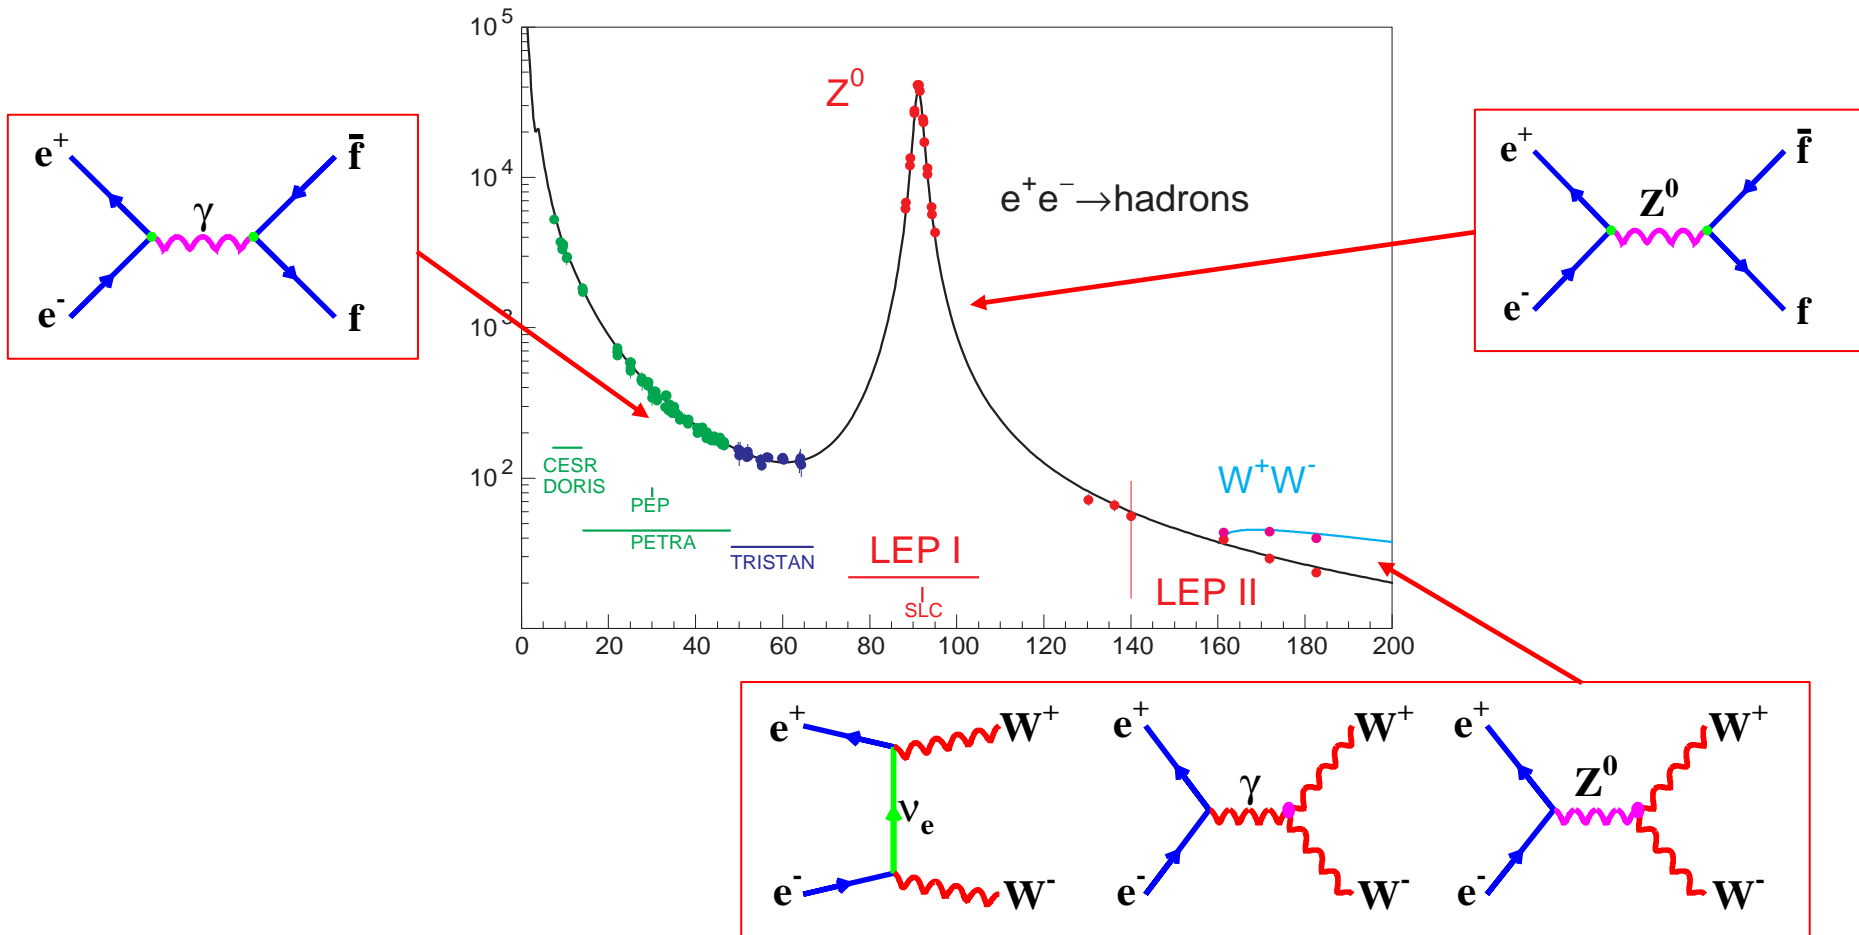 10^5
10^4
10^3
10^2
Z^0
e^+e^-→hadrons
CESR
DORIS
PEP
PETRA
TRISTAN
LEP I
SLC
LEP II
W^+W^-
0 20 40 60 80 100 120 140 160 180 200
e^+ f̄
γ
e^- f
e^+ f̄
Z^0
e^- f
e^+ W^+
ν_e
e^- W^-
e^+ W^+
γ
e^- W^-
e^+ W^+
Z^0
e^- W^-